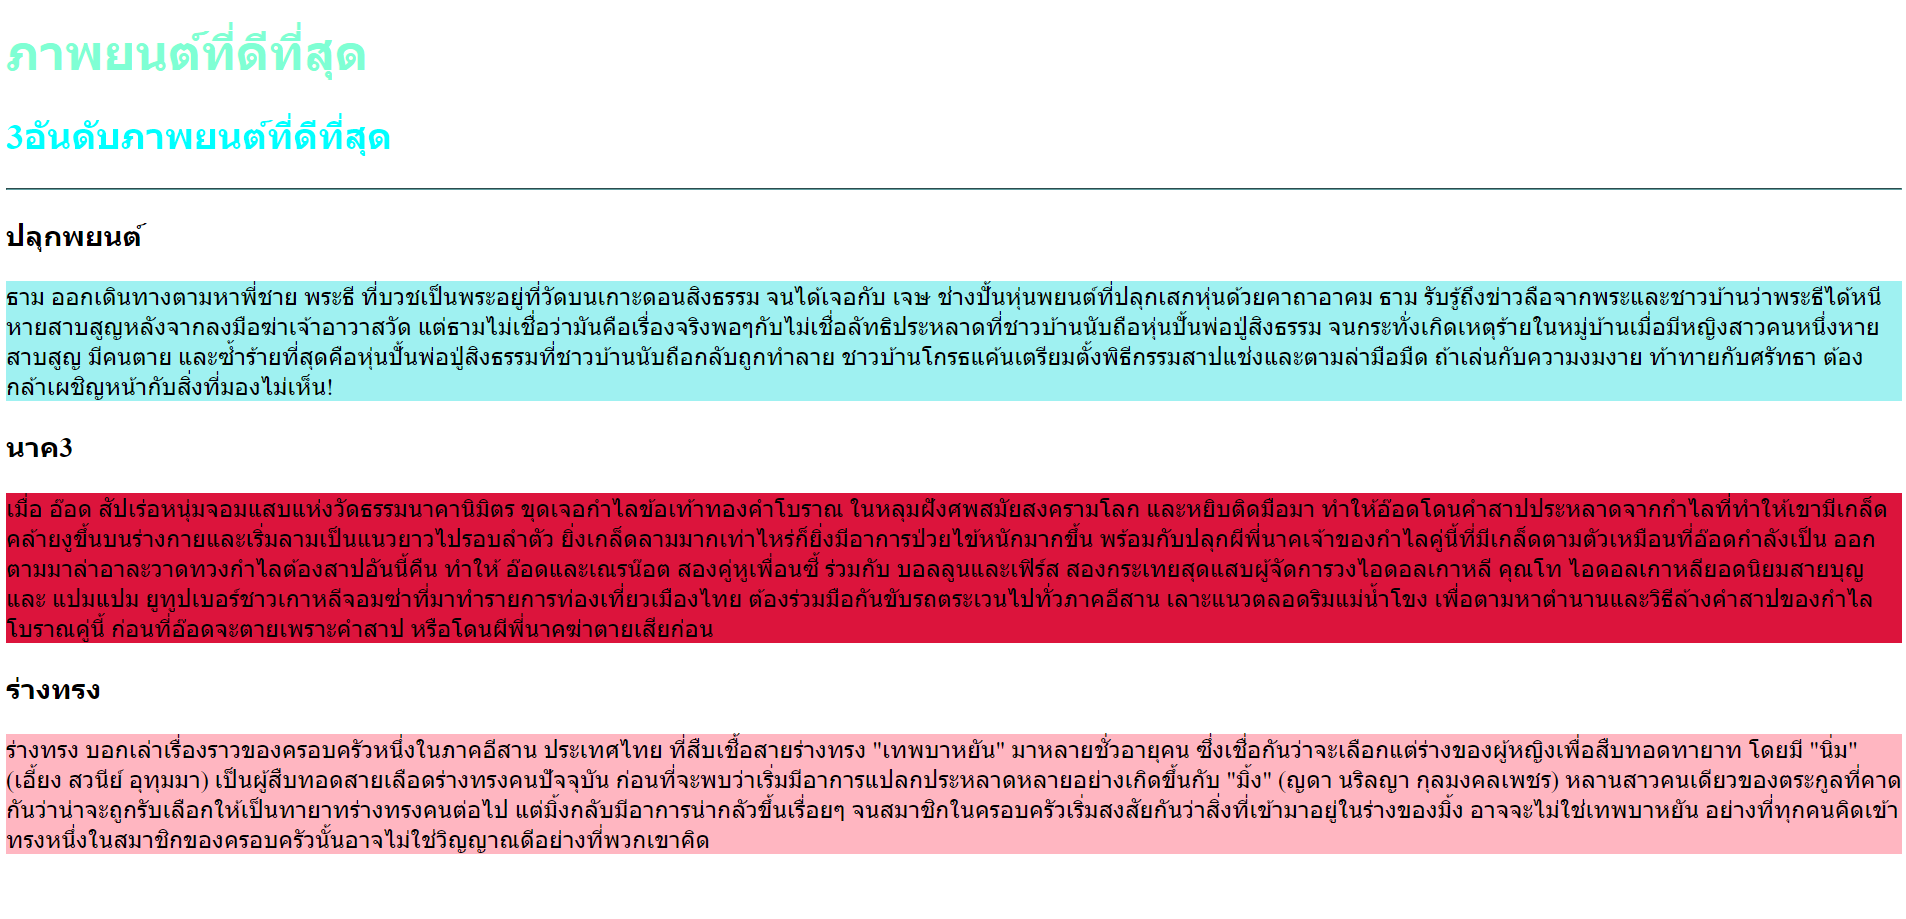 ภาพยนต์ที่ดีที่สุด
3อันดับภาพยนต์ที่ดีที่สุด
ปลุกพยนต์
ธาม ออกเดินทางตามหาพี่ชาย พระธี ที่บวชเป็นพระอยู่ที่วัดบนเกาะดอนสิงธรรม จนได้เจอกับ เจษ ช่างปั้นหุ่นพยนต์ที่ปลุกเสกหุ่นด้วยคาถาอาคม ธาม รับรู้ถึงข่าวลือจากพระและชาวบ้านว่าพระธีได้หนี
หายสาบสูญหลังจากลงมือฆ่าเจ้าอาวาสวัด แต่ธามไม่เชื่อว่ามันคือเรื่องจริงพอๆกับไม่เชื่อลัทธิประหลาดที่ชาวบ้านนับถือหุ่นปั้นพ่อปู่สิงธรรม จนกระทั่งเกิดเหตุร้ายในหมู่บ้านเมื่อมีหญิงสาวคนหนึ่งหาย
สาบสูญ มีคนตาย และซ้ำร้ายที่สุดคือหุ่นปั้นพ่อปู่สิงธรรมที่ชาวบ้านนับถือกลับถูกทำลาย ชาวบ้านโกรธแค้นเตรียมตั้งพิธีกรรมสาปแช่งและตามล่ามือมืด ถ้าเล่นกับความงมงาย ท้าทายกับศรัทธา ต้อง
กล้าเผชิญหน้ากับสิ่งที่มองไม่เห็น!
นาค3
เมื่อ อ๊อด สัปเร่อหนุ่มจอมแสบแห่งวัดธรรมนาคานิมิตร ขุดเจอกำไลข้อเท้าทองคำโบราณ ในหลุมฝังศพสมัยสงครามโลก และหยิบติดมือมา ทำให้อ๊อดโดนคำสาปประหลาดจากกำไลที่ทำให้เขามีเกล็ด
คล้ายงูขึ้นบนร่างกายและเริ่มลามเป็นแนวยาวไปรอบลำตัว ยิ่งเกล็ดลามมากเท่าไหร่ก็ยิ่งมีอาการป่วยไข้หนักมากขึ้น พร้อมกับปลุกผีพี่นาคเจ้าของกำไลคู่นี้ที่มีเกล็ดตามตัวเหมือนที่อ๊อดกำลังเป็น ออก
ตามมาล่าอาละวาดทวงกำไลต้องสาปอันนี้คืน ทำให้ อ๊อดและเณรน๊อต สองคู่หูเพื่อนซี้ ร่วมกับ บอลลูนและเฟิร์ส สองกระเทยสุดแสบผู้จัดการวงไอดอลเกาหลี คุณโท ไอดอลเกาหลียอดนิยมสายบุญ
และ แปมแปม ยูทูปเบอร์ชาวเกาหลีจอมซ่าที่มาทำรายการท่องเที่ยวเมืองไทย ต้องร่วมมือกันขับรถตระเวนไปทั่วภาคอีสาน เลาะแนวตลอดริมแม่น้ำโขง เพื่อตามหาตำนานและวิธีล้างคำสาปของกำไล
โบราณคู่นี้ ก่อนที่อ๊อดจะตายเพราะคำสาป หรือโดนผีพี่นาคฆ่าตายเสียก่อน
ร่างทรง
ร่างทรง บอกเล่าเรื่องราวของครอบครัวหนึ่งในภาคอีสาน ประเทศไทย ที่สืบเชื้อสายร่างทรง "เทพบาหยัน" มาหลายชั่วอายุคน ซึ่งเชื่อกันว่าจะเลือกแต่ร่างของผู้หญิงเพื่อสืบทอดทายาท โดยมี "นิ่ม"
(เอี้ยง สวนีย์ อุทุมมา) เป็นผู้สืบทอดสายเลือดร่างทรงคนปัจจุบัน ก่อนที่จะพบว่าเริ่มมีอาการแปลกประหลาดหลายอย่างเกิดขึ้นกับ "มิ้ง" (ญดา นริลญา กุลมงคลเพชร) หลานสาวคนเดียวของตระกูลที่คาด
กันว่าน่าจะถูกรับเลือกให้เป็นทายาทร่างทรงคนต่อไป แต่มิ้งกลับมีอาการน่ากลัวขึ้นเรื่อยๆ จนสมาชิกในครอบครัวเริ่มสงสัยกันว่าสิ่งที่เข้ามาอยู่ในร่างของมิ้ง อาจจะไม่ใช่เทพบาหยัน อย่างที่ทุกคนคิดเข้า
ทรงหนึ่งในสมาชิกของครอบครัวนั้นอาจไม่ใช่วิญญาณดีอย่างที่พวกเขาคิด